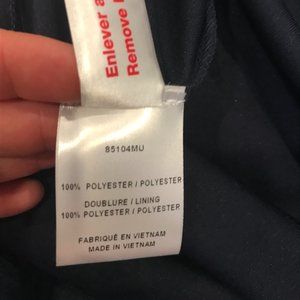 Enlever a
Remove
85104MU
100% POLYESTER / POLYESTER
DOUBLURE / LINING
100% POLYESTER / POLYESTER
FABRIQUÉ EN VIETNAM
MADE IN VIETNAM